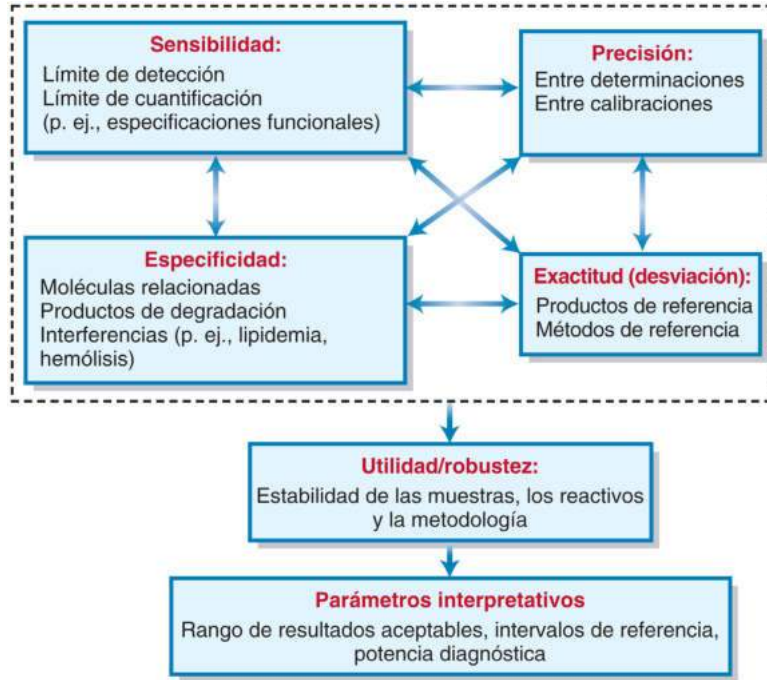 Sensibilidad:
Límite de detección
Límite de cuantificación
(p. ej., especificaciones funcionales)
Precisión:
Entre determinaciones
Entre calibraciones
Especificidad:
Moléculas relacionadas
Productos de degradación
Interferencias (p. ej., lipidemia,
hemólisis)
Exactitud (desviación):
Productos de referencia
Métodos de referencia
Utilidad/robustez:
Estabilidad de las muestras, los reactivos
y la metodología
Parámetros interpretativos
Rango de resultados aceptables, intervalos de referencia,
potencia diagnóstica